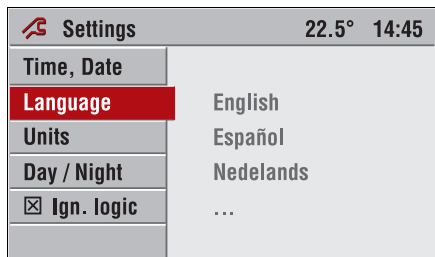 Settings 22.5° 14:45
Time, Date
Language English
Units Español
Day / Night Nedelands
☒ Ign. logic ...